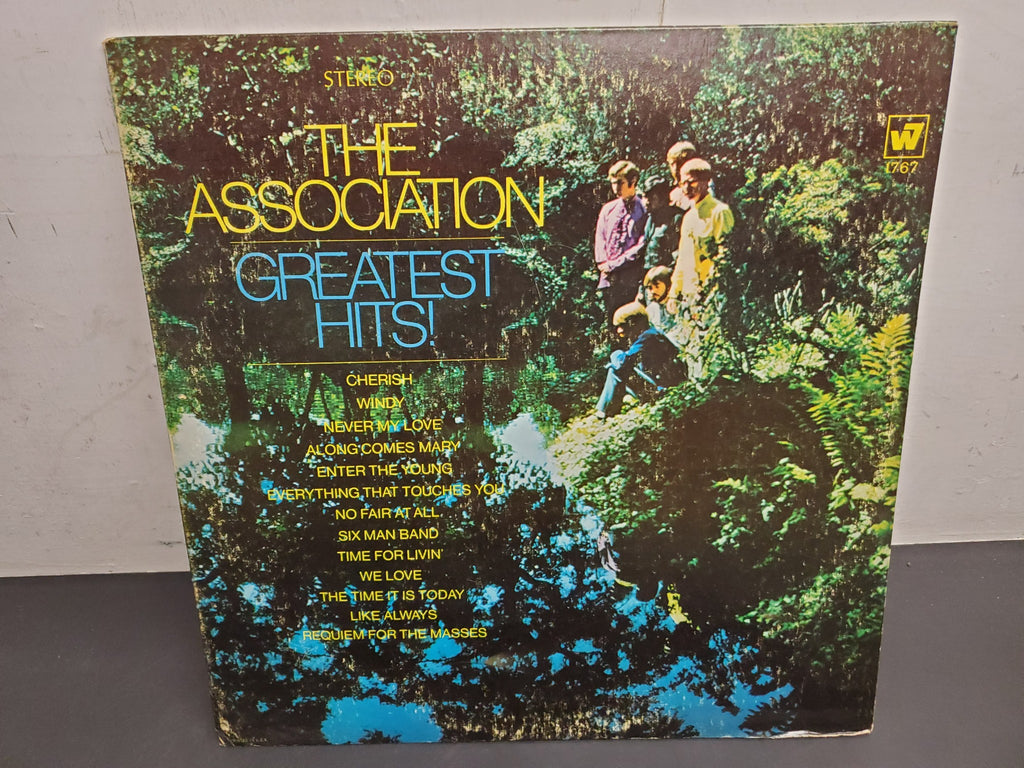 STEREO
THE
ASSOCIATION
GREATEST
HITS!
CHERISH
WINDY
NEVER MY LOVE
ALONG COMES MARY
ENTER THE YOUNG
EVERYTHING THAT TOUCHES YOU
NO FAIR AT ALL
SIX MAN BAND
TIME FOR LIVIN'
WE LOVE
THE TIME IT IS TODAY
LIKE ALWAYS
REQUIEM FOR THE MASSES
W7
1767